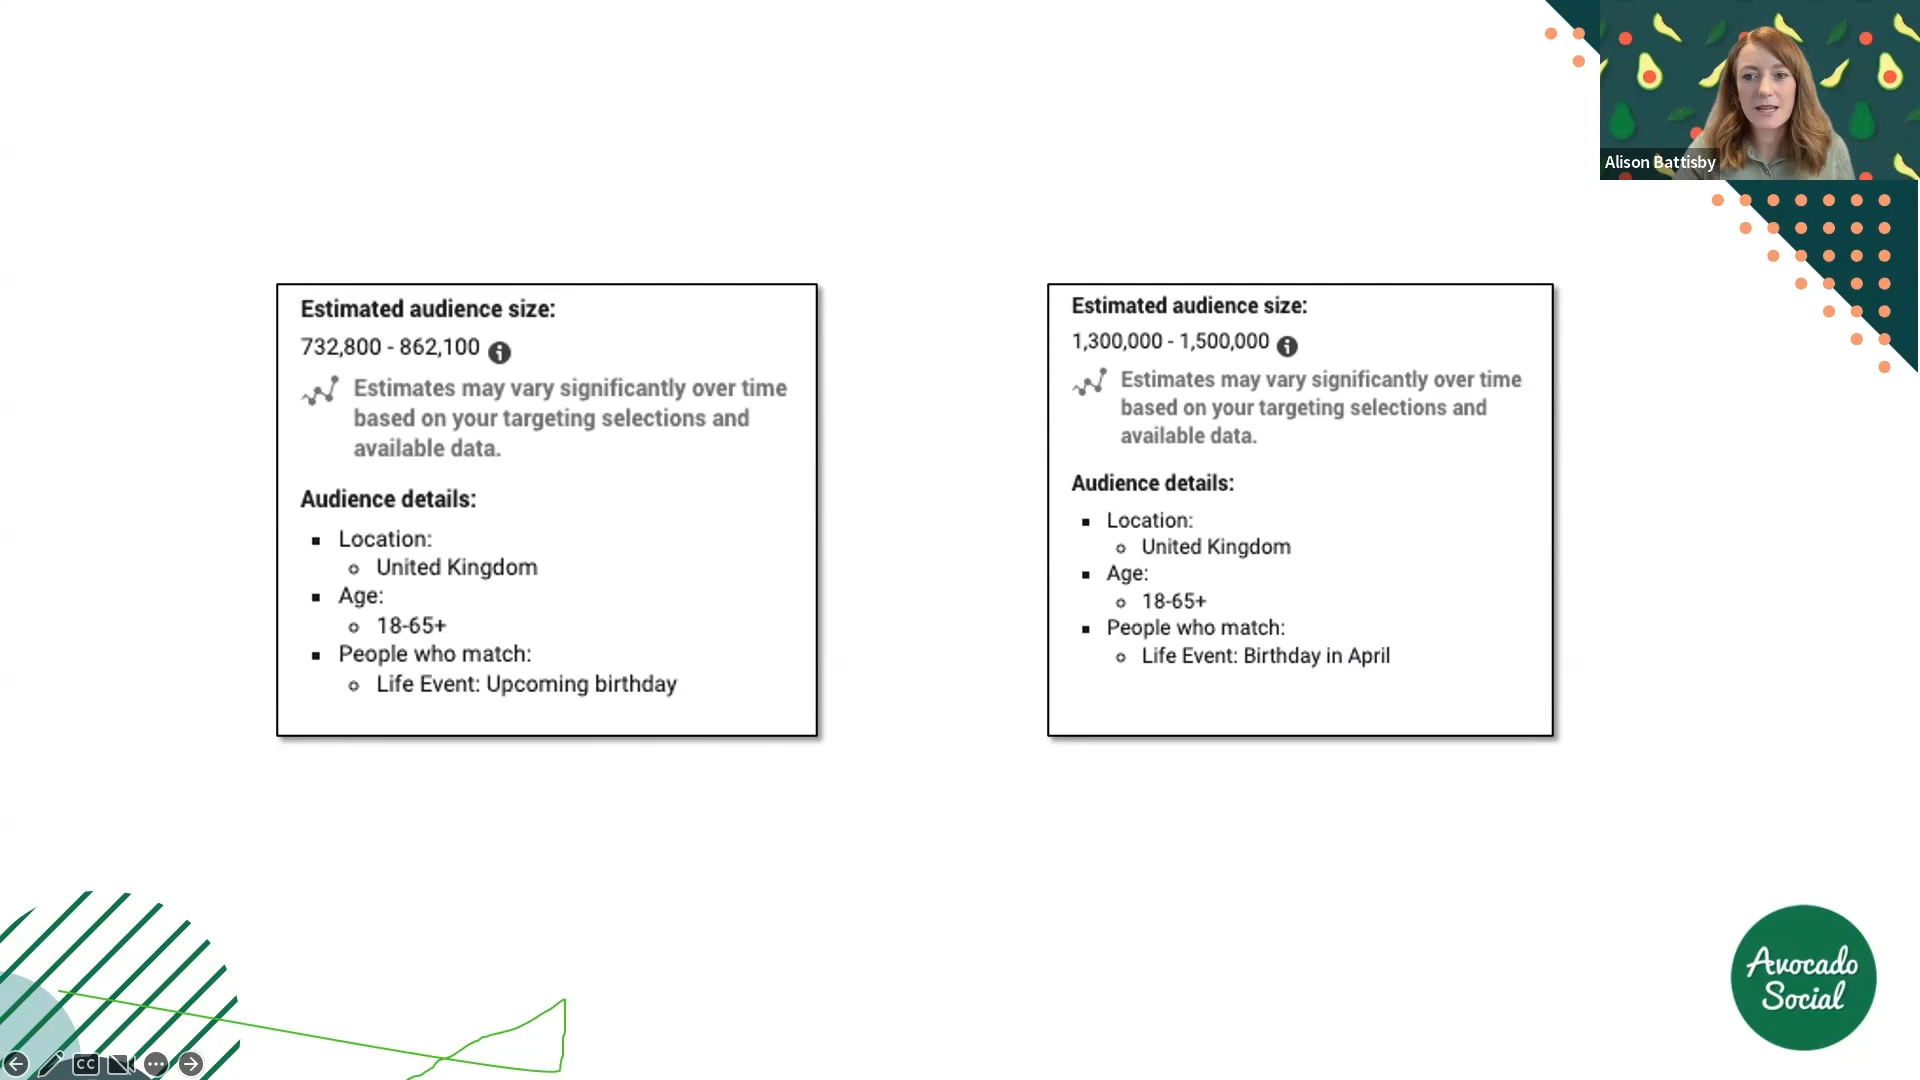 Alison Battisby
Estimated audience size:
732,800 - 862,100
Estimates may vary significantly over time
based on your targeting selections and
available data.
Audience details:
Location:
United Kingdom
Age:
18-65+
People who match:
Life Event: Upcoming birthday
Estimated audience size:
1,300,000 - 1,500,000
Estimates may vary significantly over time
based on your targeting selections and
available data.
Audience details:
Location:
United Kingdom
Age:
18-65+
People who match:
Life Event: Birthday in April
Avocado
Social
CC